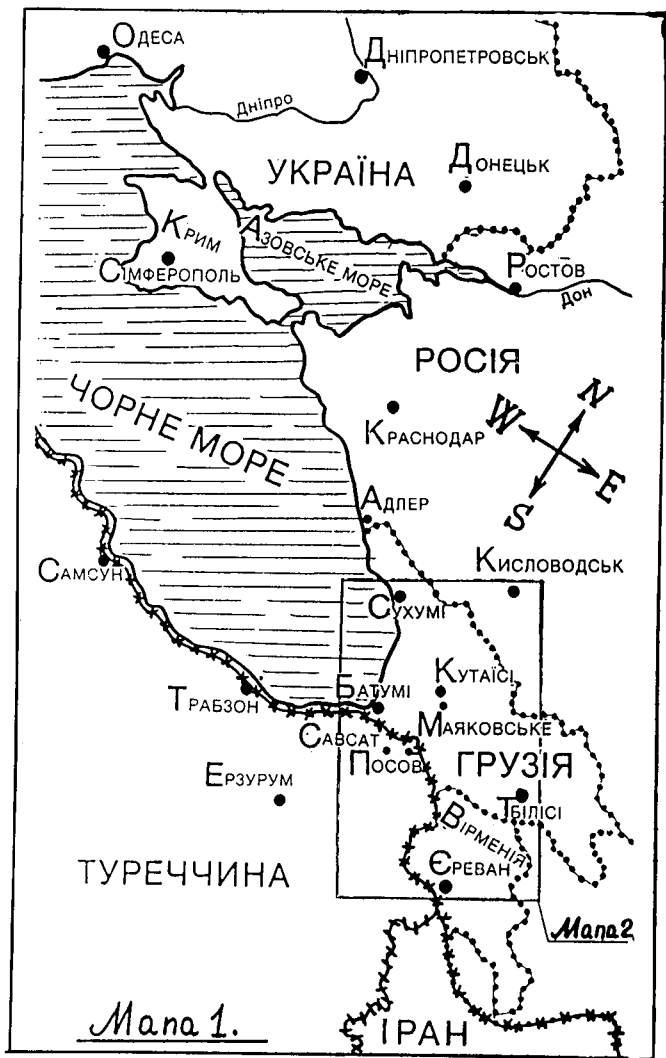 Одеса
Дніпропетровськ
Дніпро
УКРАЇНА
Донецьк
Крим
Азовське море
Сімферополь
Ростов
Дон
РОСІЯ
ЧОРНЕ МОРЕ
Краснодар
N
W
E
S
Адлер
Самсун
Кисловодськ
Сухумі
Трабзон
Батумі
Кутаїсі
Савсат
Маяковське
Посов
ГРУЗІЯ
Ерзурум
Тбілісі
Вірменія
ТУРЕЧЧИНА
Єреван
Мапа 2
Мапа 1.
ІРАН